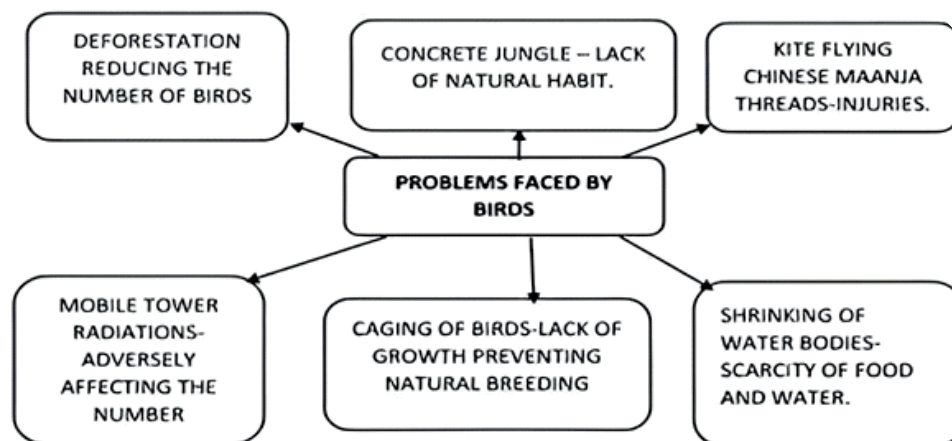 DEFORESTATION
REDUCING THE
NUMBER OF BIRDS
CONCRETE JUNGLE – LACK
OF NATURAL HABIT.
KITE FLYING
CHINESE MAANJA
THREADS-INJURIES.
PROBLEMS FACED BY
BIRDS
MOBILE TOWER
RADIATIONS-
ADVERSELY
AFFECTING THE
NUMBER
CAGING OF BIRDS-LACK OF
GROWTH PREVENTING
NATURAL BREEDING
SHRINKING OF
WATER BODIES-
SCARCITY OF FOOD
AND WATER.